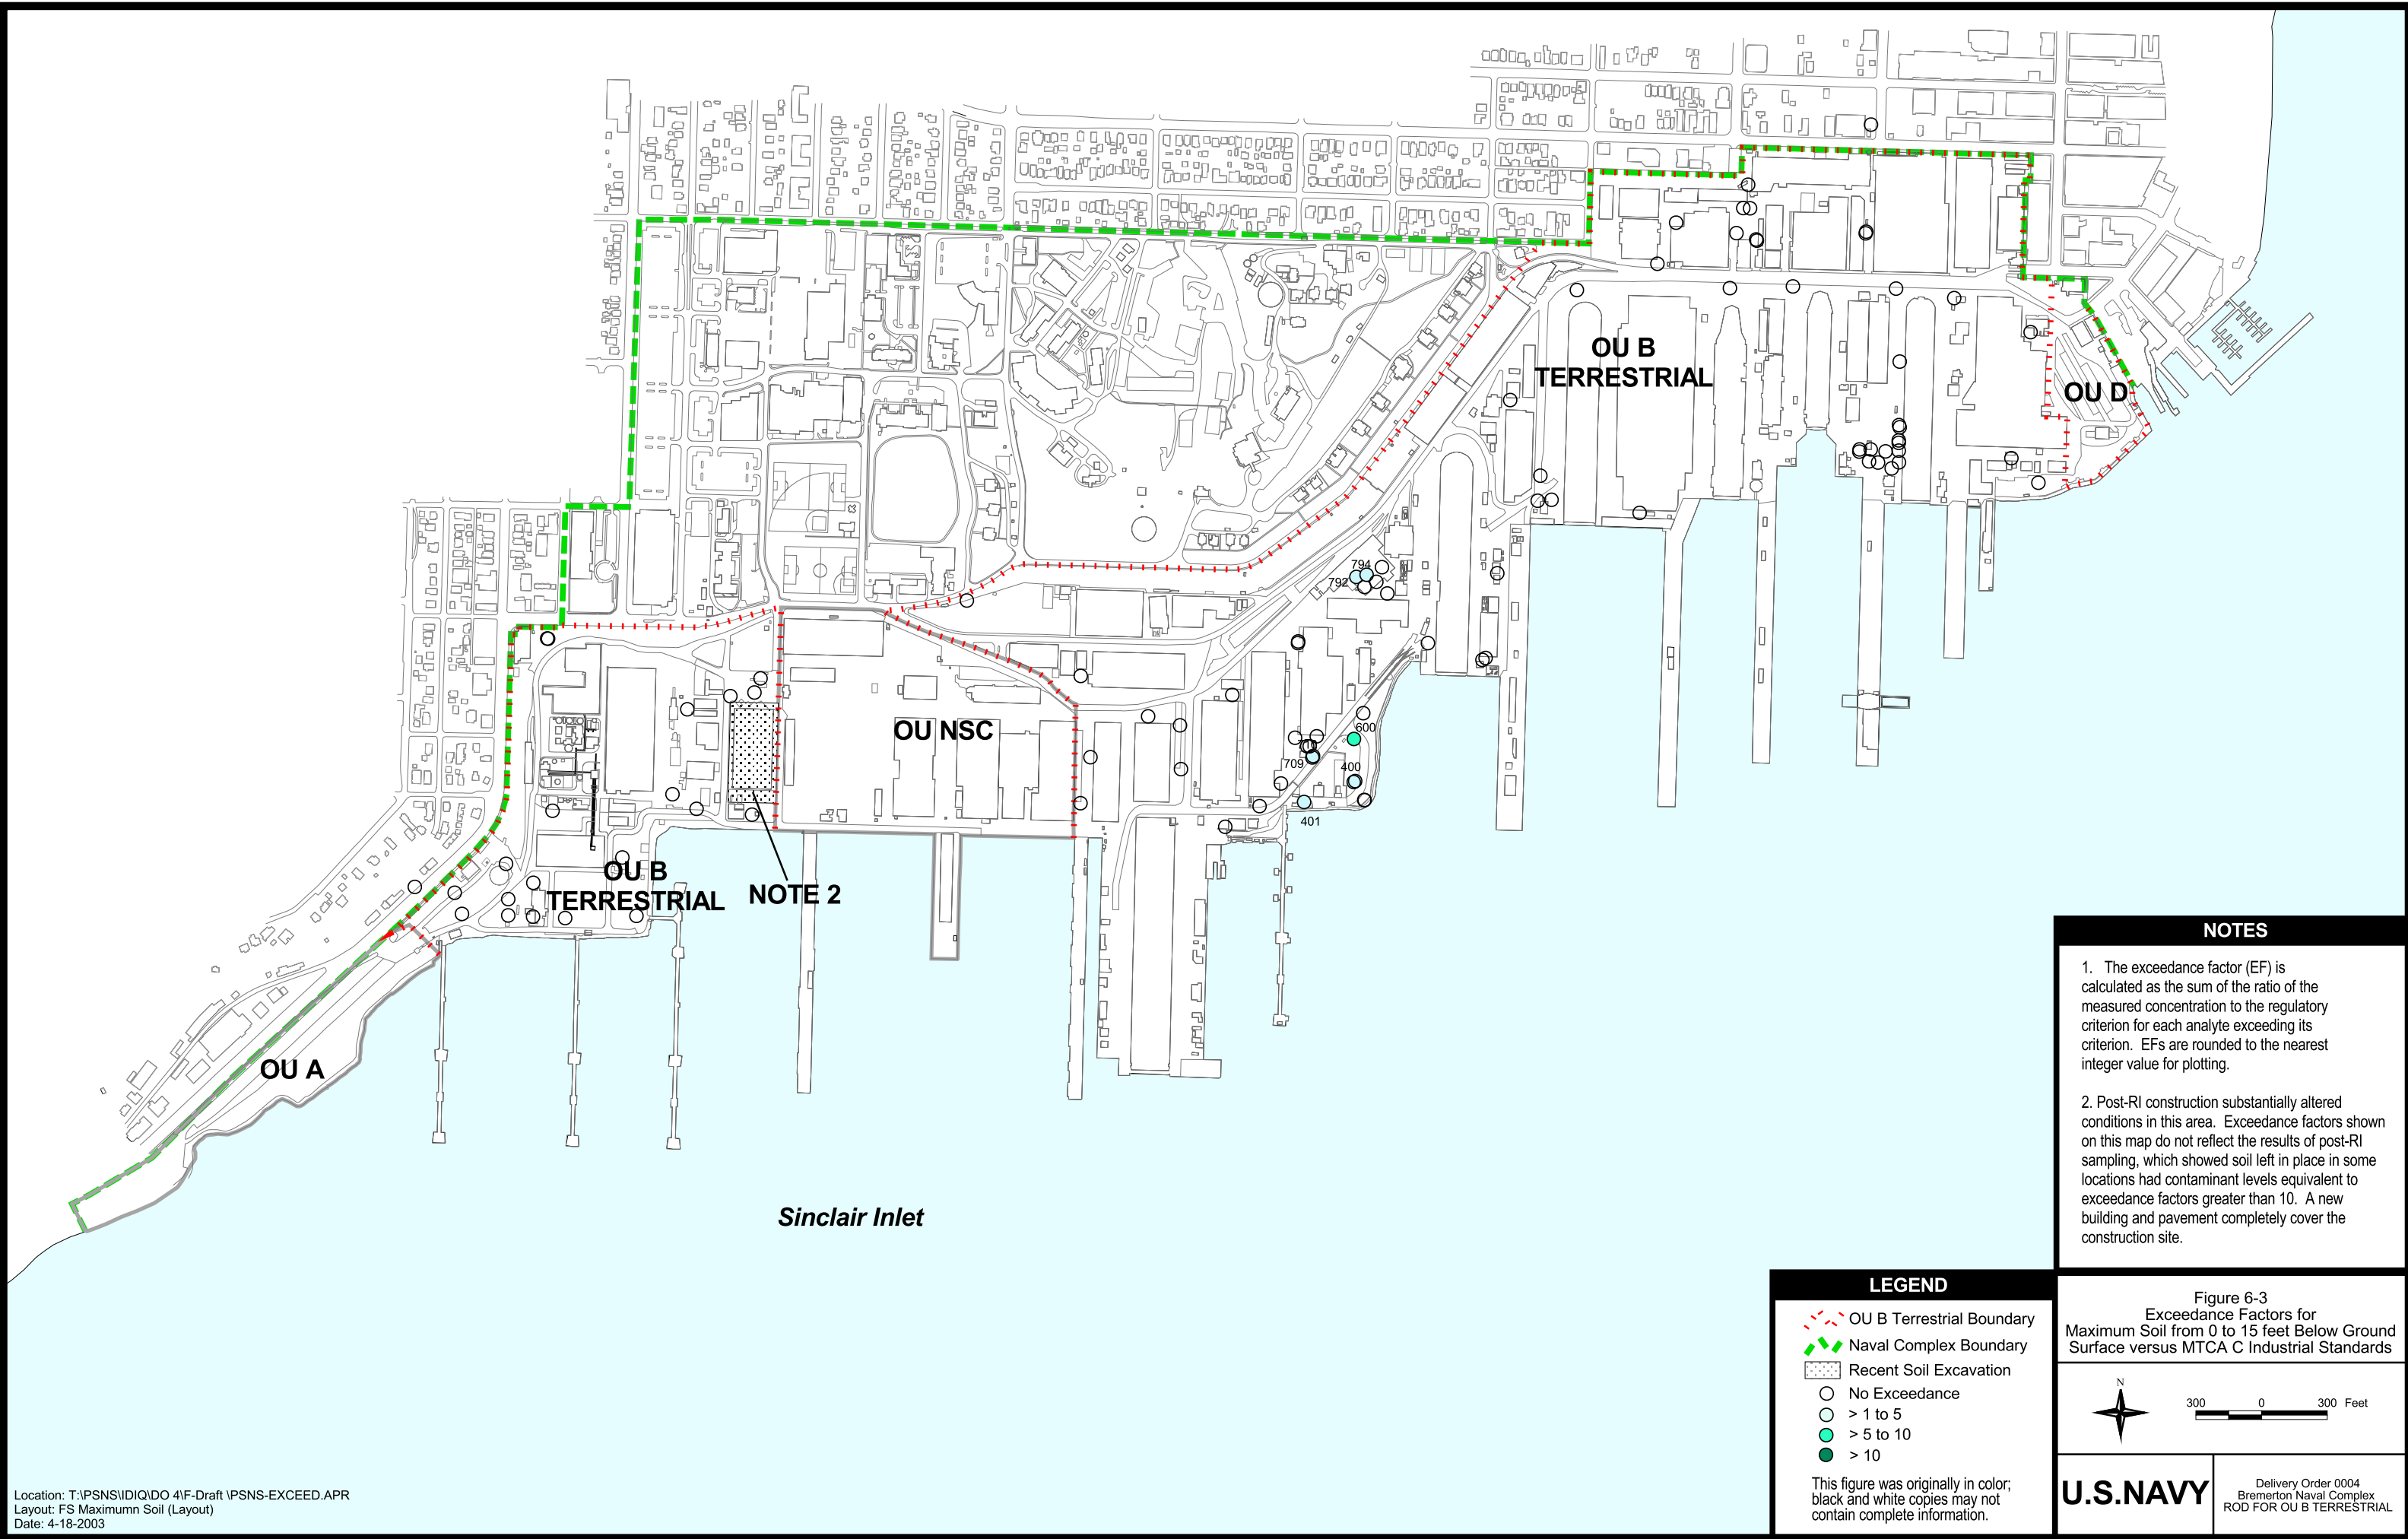 OU B
TERRESTRIAL
OU D
794
792
OU NSC
600
709
400
401
OU B
TERRESTRIAL
NOTE 2
OU A
Sinclair Inlet
NOTES
1. The exceedance factor (EF) is
calculated as the sum of the ratio of the
measured concentration to the regulatory
criterion for each analyte exceeding its
criterion. EFs are rounded to the nearest
integer value for plotting.
2. Post-RI construction substantially altered
conditions in this area. Exceedance factors shown
on this map do not reflect the results of post-RI
sampling, which showed soil left in place in some
locations had contaminant levels equivalent to
exceedance factors greater than 10. A new
building and pavement completely cover the
construction site.
LEGEND
OU B Terrestrial Boundary
Naval Complex Boundary
Recent Soil Excavation
No Exceedance
> 1 to 5
> 5 to 10
> 10
This figure was originally in color;
black and white copies may not
contain complete information.
Figure 6-3
Exceedance Factors for
Maximum Soil from 0 to 15 feet Below Ground
Surface versus MTCA C Industrial Standards
N
300 0 300 Feet
U.S.NAVY
Delivery Order 0004
Bremerton Naval Complex
ROD FOR OU B TERRESTRIAL
Location: T:\PSNS\IDIQ\DO 4\F-Draft \PSNS-EXCEED.APR
Layout: FS Maximumn Soil (Layout)
Date: 4-18-2003